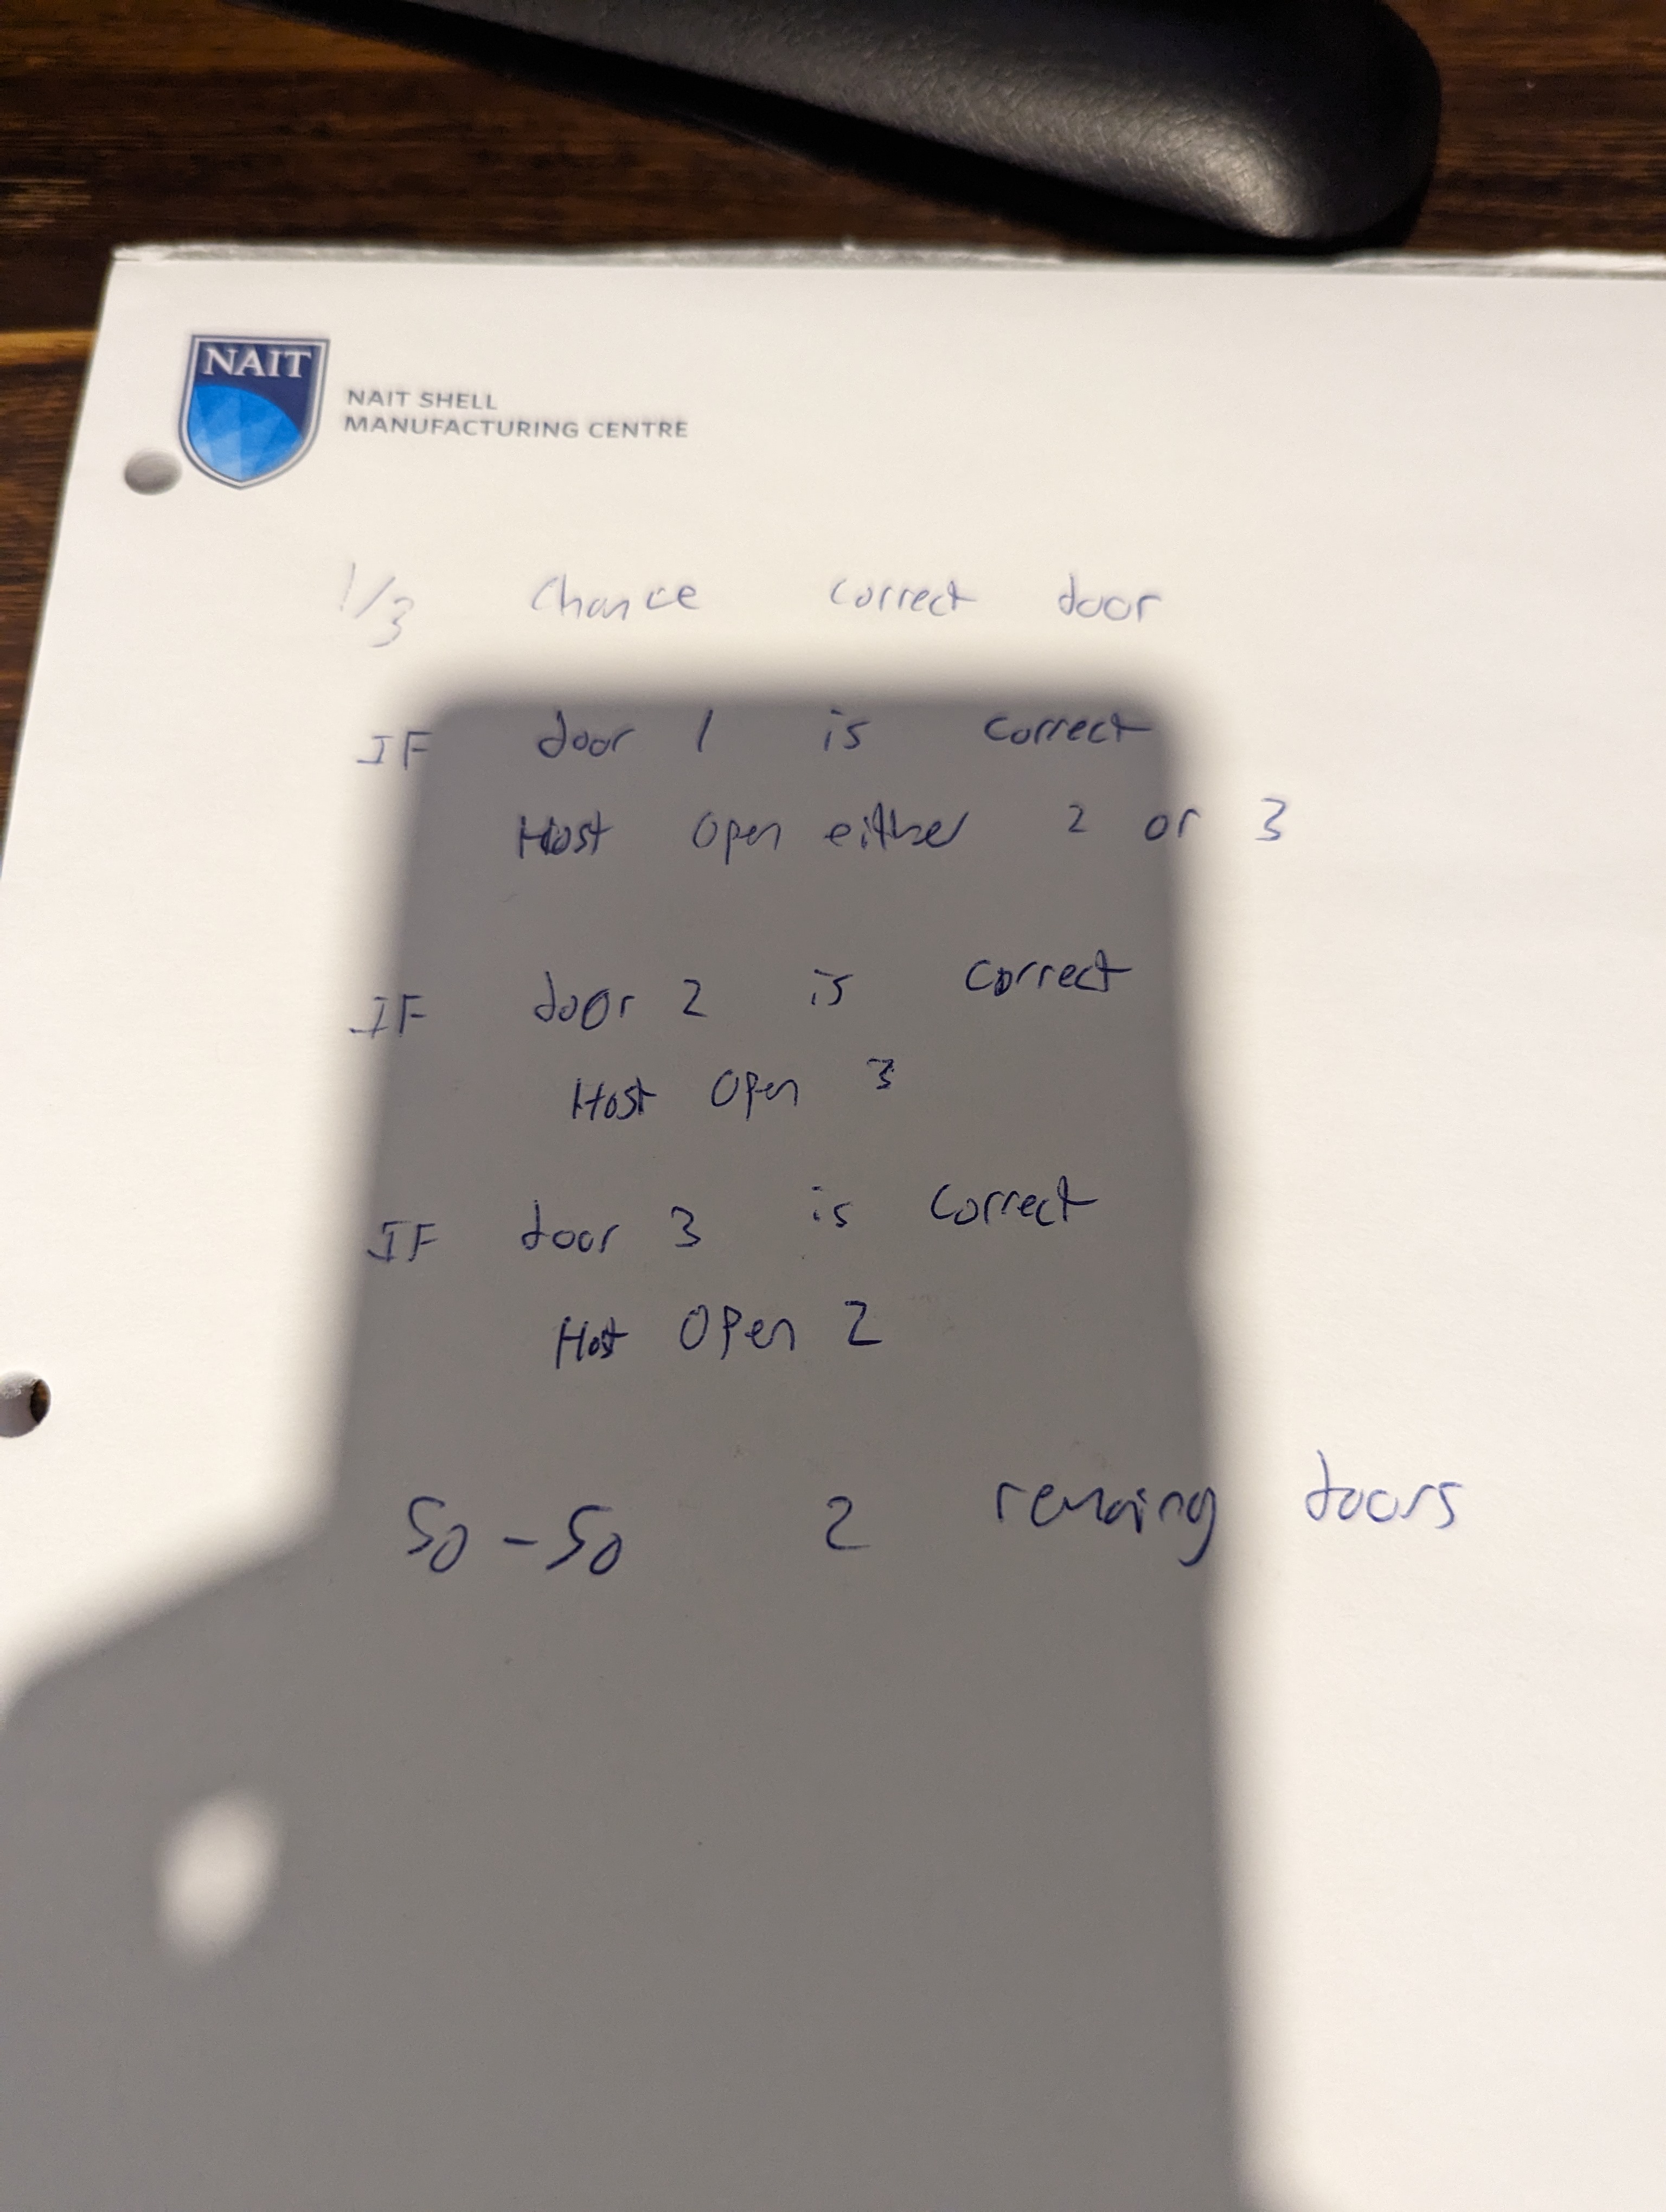 NAIT
NAIT SHELL
MANUFACTURING CENTRE
1/3 chance correct door
IF door 1 is correct
Host open either 2 or 3
IF door 2 is correct
Host open 3
IF door 3 is correct
Host open 2
50-50 2 remaing doors